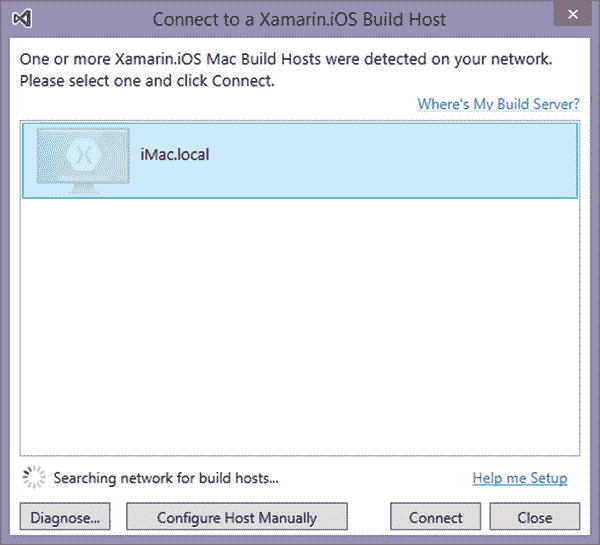 Connect to a Xamarin.iOS Build Host
One or more Xamarin.iOS Mac Build Hosts were detected on your network.
Please select one and click Connect.
Where's My Build Server?
X
iMac.local
Searching network for build hosts...
Help me Setup
Diagnose...
Configure Host Manually
Connect
Close